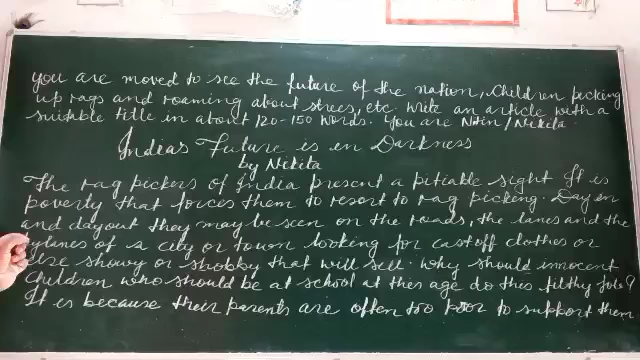 you are moved to see the future of the nation, Children picking
up rags and roaming about strees, etc. write an article with a
suitable title in about 120-150 words. You are Nitin/Nikita
Indias Future is in Darkness
by Nikita
The rag pickers of India present a pitiable sight It is
poverty that forces them to resort to rag picking. Day en
and dayout they may be seen on the roads, the lanes and the
bylanes of a city or town looking for castoff clothes or
else showy or shobby that will sell. why should innocent
children who should be at school at this age do this filthy job?
It is because their parents are often too poor to support them